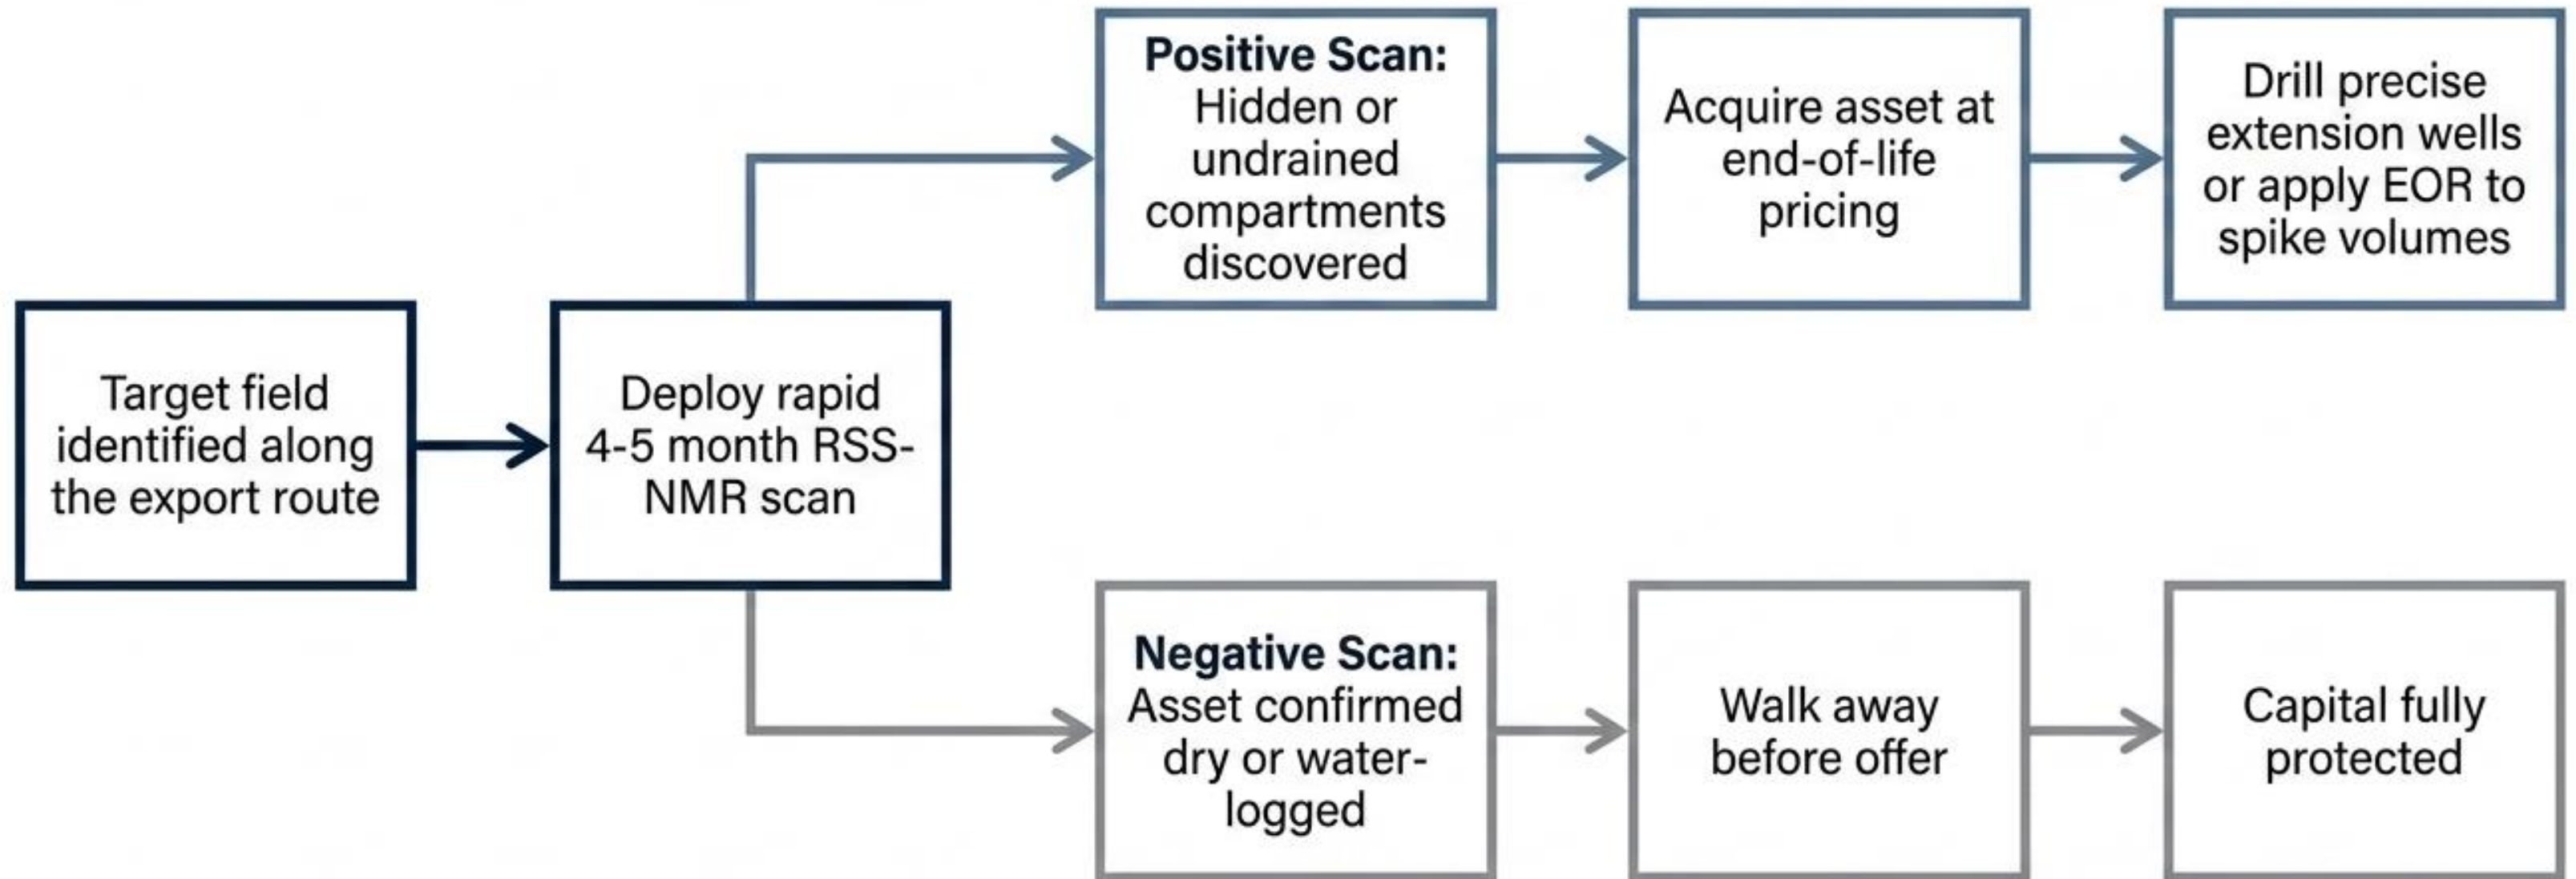 Target field
identified along
the export route
Deploy rapid
4-5 month RSS-
NMR scan
Positive Scan:
Hidden or
undrained
compartments
discovered
Acquire asset at
end-of-life
pricing
Drill precise
extension wells
or apply EOR to
spike volumes
Negative Scan:
Asset confirmed
dry or water-
logged
Walk away
before offer
Capital fully
protected